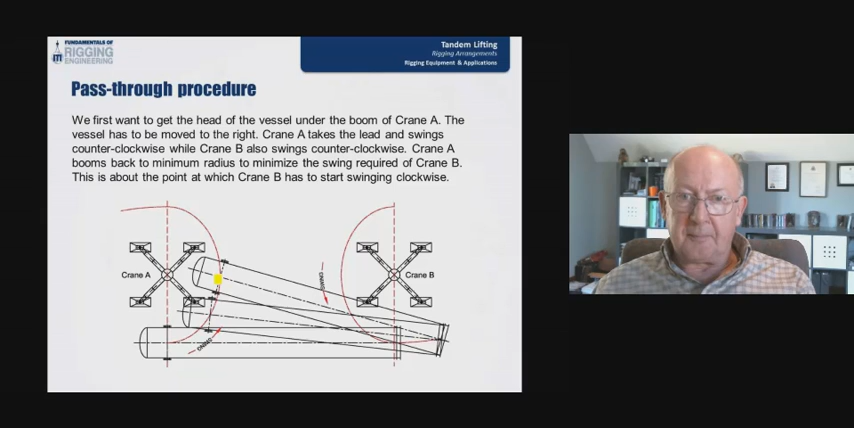 FUNDAMENTALS OF
RIGGING
ENGINEERING
Tandem Lifting
Rigging Arrangements
Rigging Equipment & Applications
Pass-through procedure
We first want to get the head of the vessel under the boom of Crane A. The
vessel has to be moved to the right. Crane A takes the lead and swings
counter-clockwise while Crane B also swings counter-clockwise. Crane A
booms back to minimum radius to minimize the swing required of Crane B.
This is about the point at which Crane B has to start swinging clockwise.
Crane A
Crane B